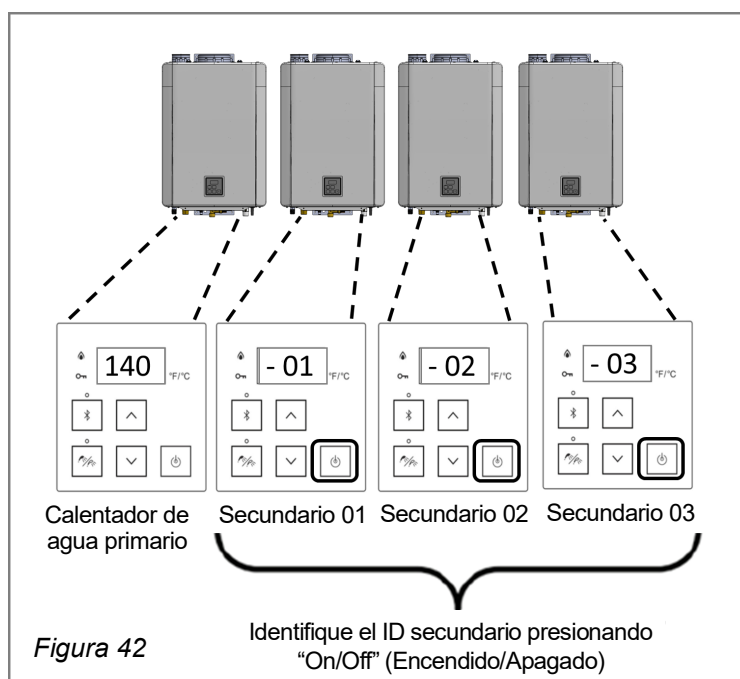 140
°F/°C
- 01
°F/°C
- 02
°F/°C
- 03
°F/°C
Calentador de
agua primario
Secundario 01
Secundario 02
Secundario 03
Identifique el ID secundario presionando
“On/Off” (Encendido/Apagado)
Figura 42